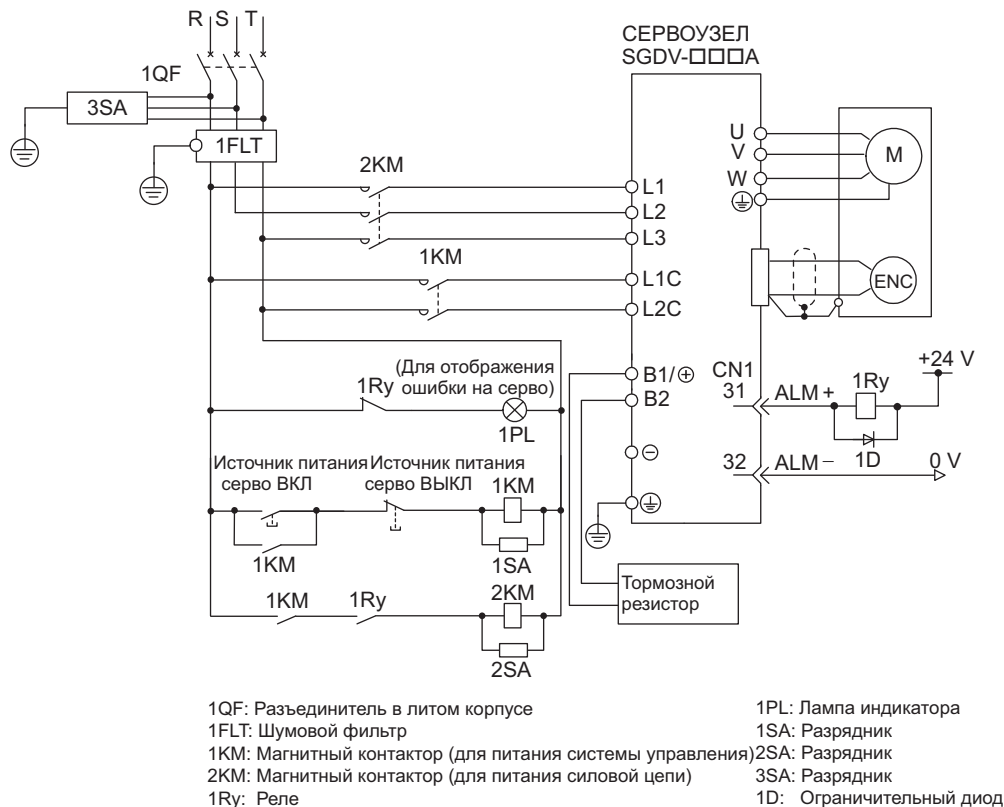 R S T
СЕРВОУЗЕЛ
SGDV-□□□A
1QF
3SA
1FLT
2KM
U
V
W
M
L1
L2
L3
1KM
L1C
L2C
ENC
(Для отображения
ошибки на серво)
1Ry
1PL
B1/⊕
B2
CN1
+24 V
31 ALM+ 1Ry
1D
⊖
32 ALM− 0 V
Источник питания
серво ВКЛ
Источник питания
серво ВЫКЛ
1KM
1KM
1SA
1KM 1Ry 2KM
2SA
Тормозной
резистор
1QF: Разъединитель в литом корпусе
1FLT: Шумовой фильтр
1KM: Магнитный контактор (для питания системы управления)
2KM: Магнитный контактор (для питания силовой цепи)
1Ry: Реле
1PL: Лампа индикатора
1SA: Разрядник
2SA: Разрядник
3SA: Разрядник
1D: Ограничительный диод